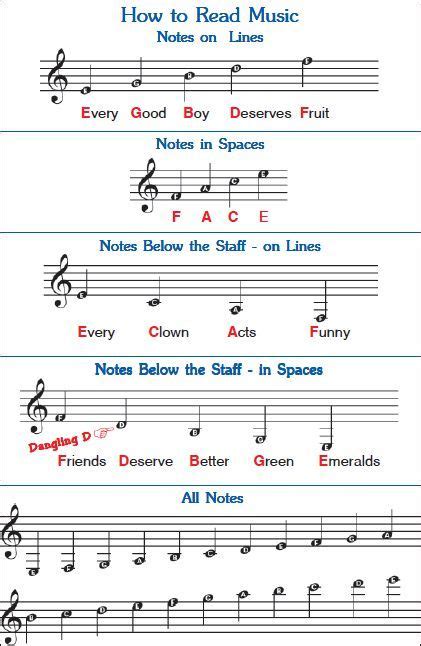 How to Read Music
Notes on Lines
E G B D F
Every Good Boy Deserves Fruit
Notes in Spaces
F A C E
F A C E
Notes Below the Staff - on Lines
E C A F
Every Clown Acts Funny
Notes Below the Staff - in Spaces
F D B G E
Dangling D
Friends Deserve Better Green Emeralds
All Notes
E F G A B C D E F G A
B C D E F G A B C D E